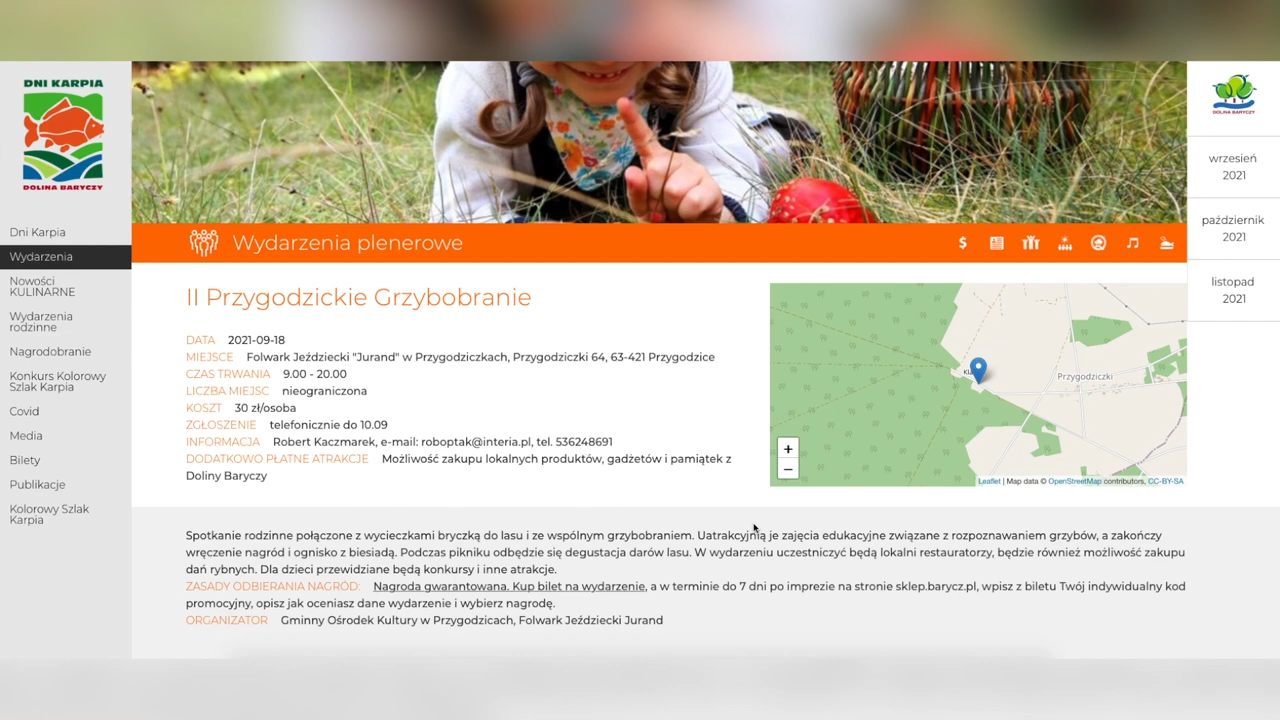 DNI KARPIA
DOLINA BARYCZY
Dni Karpia
Wydarzenia
Nowości
KULINARNE
Wydarzenia
rodzinne
Nagrodobranie
Konkurs Kolorowy
Szlak Karpia
Covid
Media
Bilety
Publikacje
Kolorowy Szlak
Karpia
Wydarzenia plenerowe
II Przygodzickie Grzybobranie
DATA 2021-09-18
MIEJSCE Folwark Jeździecki "Jurand" w Przygodziczkach, Przygodziczki 64, 63-421 Przygodzice
CZAS TRWANIA 9.00 - 20.00
LICZBA MIEJSC nieograniczona
KOSZT 30 zł/osoba
ZGŁOSZENIE telefonicznie do 10.09
INFORMACJA Robert Kaczmarek, e-mail: roboptak@interia.pl, tel. 536248691
DODATKOWO PŁATNE ATRAKCJE Możliwość zakupu lokalnych produktów, gadżetów i pamiątek z
Doliny Baryczy
Przygodziczki
+
−
Leaflet | Map data © OpenStreetMap contributors, CC-BY-SA
Spotkanie rodzinne połączone z wycieczkami bryczką do lasu i ze wspólnym grzybobraniem. Uatrakcyjnią je zajęcia edukacyjne związane z rozpoznawaniem grzybów, a zakończy
wręczenie nagród i ognisko z biesiadą. Podczas pikniku odbędzie się degustacja darów lasu. W wydarzeniu uczestniczyć będą lokalni restauratorzy, będzie również możliwość zakupu
dań rybnych. Dla dzieci przewidziane będą konkursy i inne atrakcje.
ZASADY ODBIERANIA NAGRÓD: Nagroda gwarantowana. Kup bilet na wydarzenie, a w terminie do 7 dni po imprezie na stronie sklep.barycz.pl, wpisz z biletu Twój indywidualny kod
promocyjny, opisz jak oceniasz dane wydarzenie i wybierz nagrodę.
ORGANIZATOR Gminny Ośrodek Kultury w Przygodzicach, Folwark Jeździecki Jurand
DOLINA BARYCZY
wrzesień
2021
październik
2021
listopad
2021